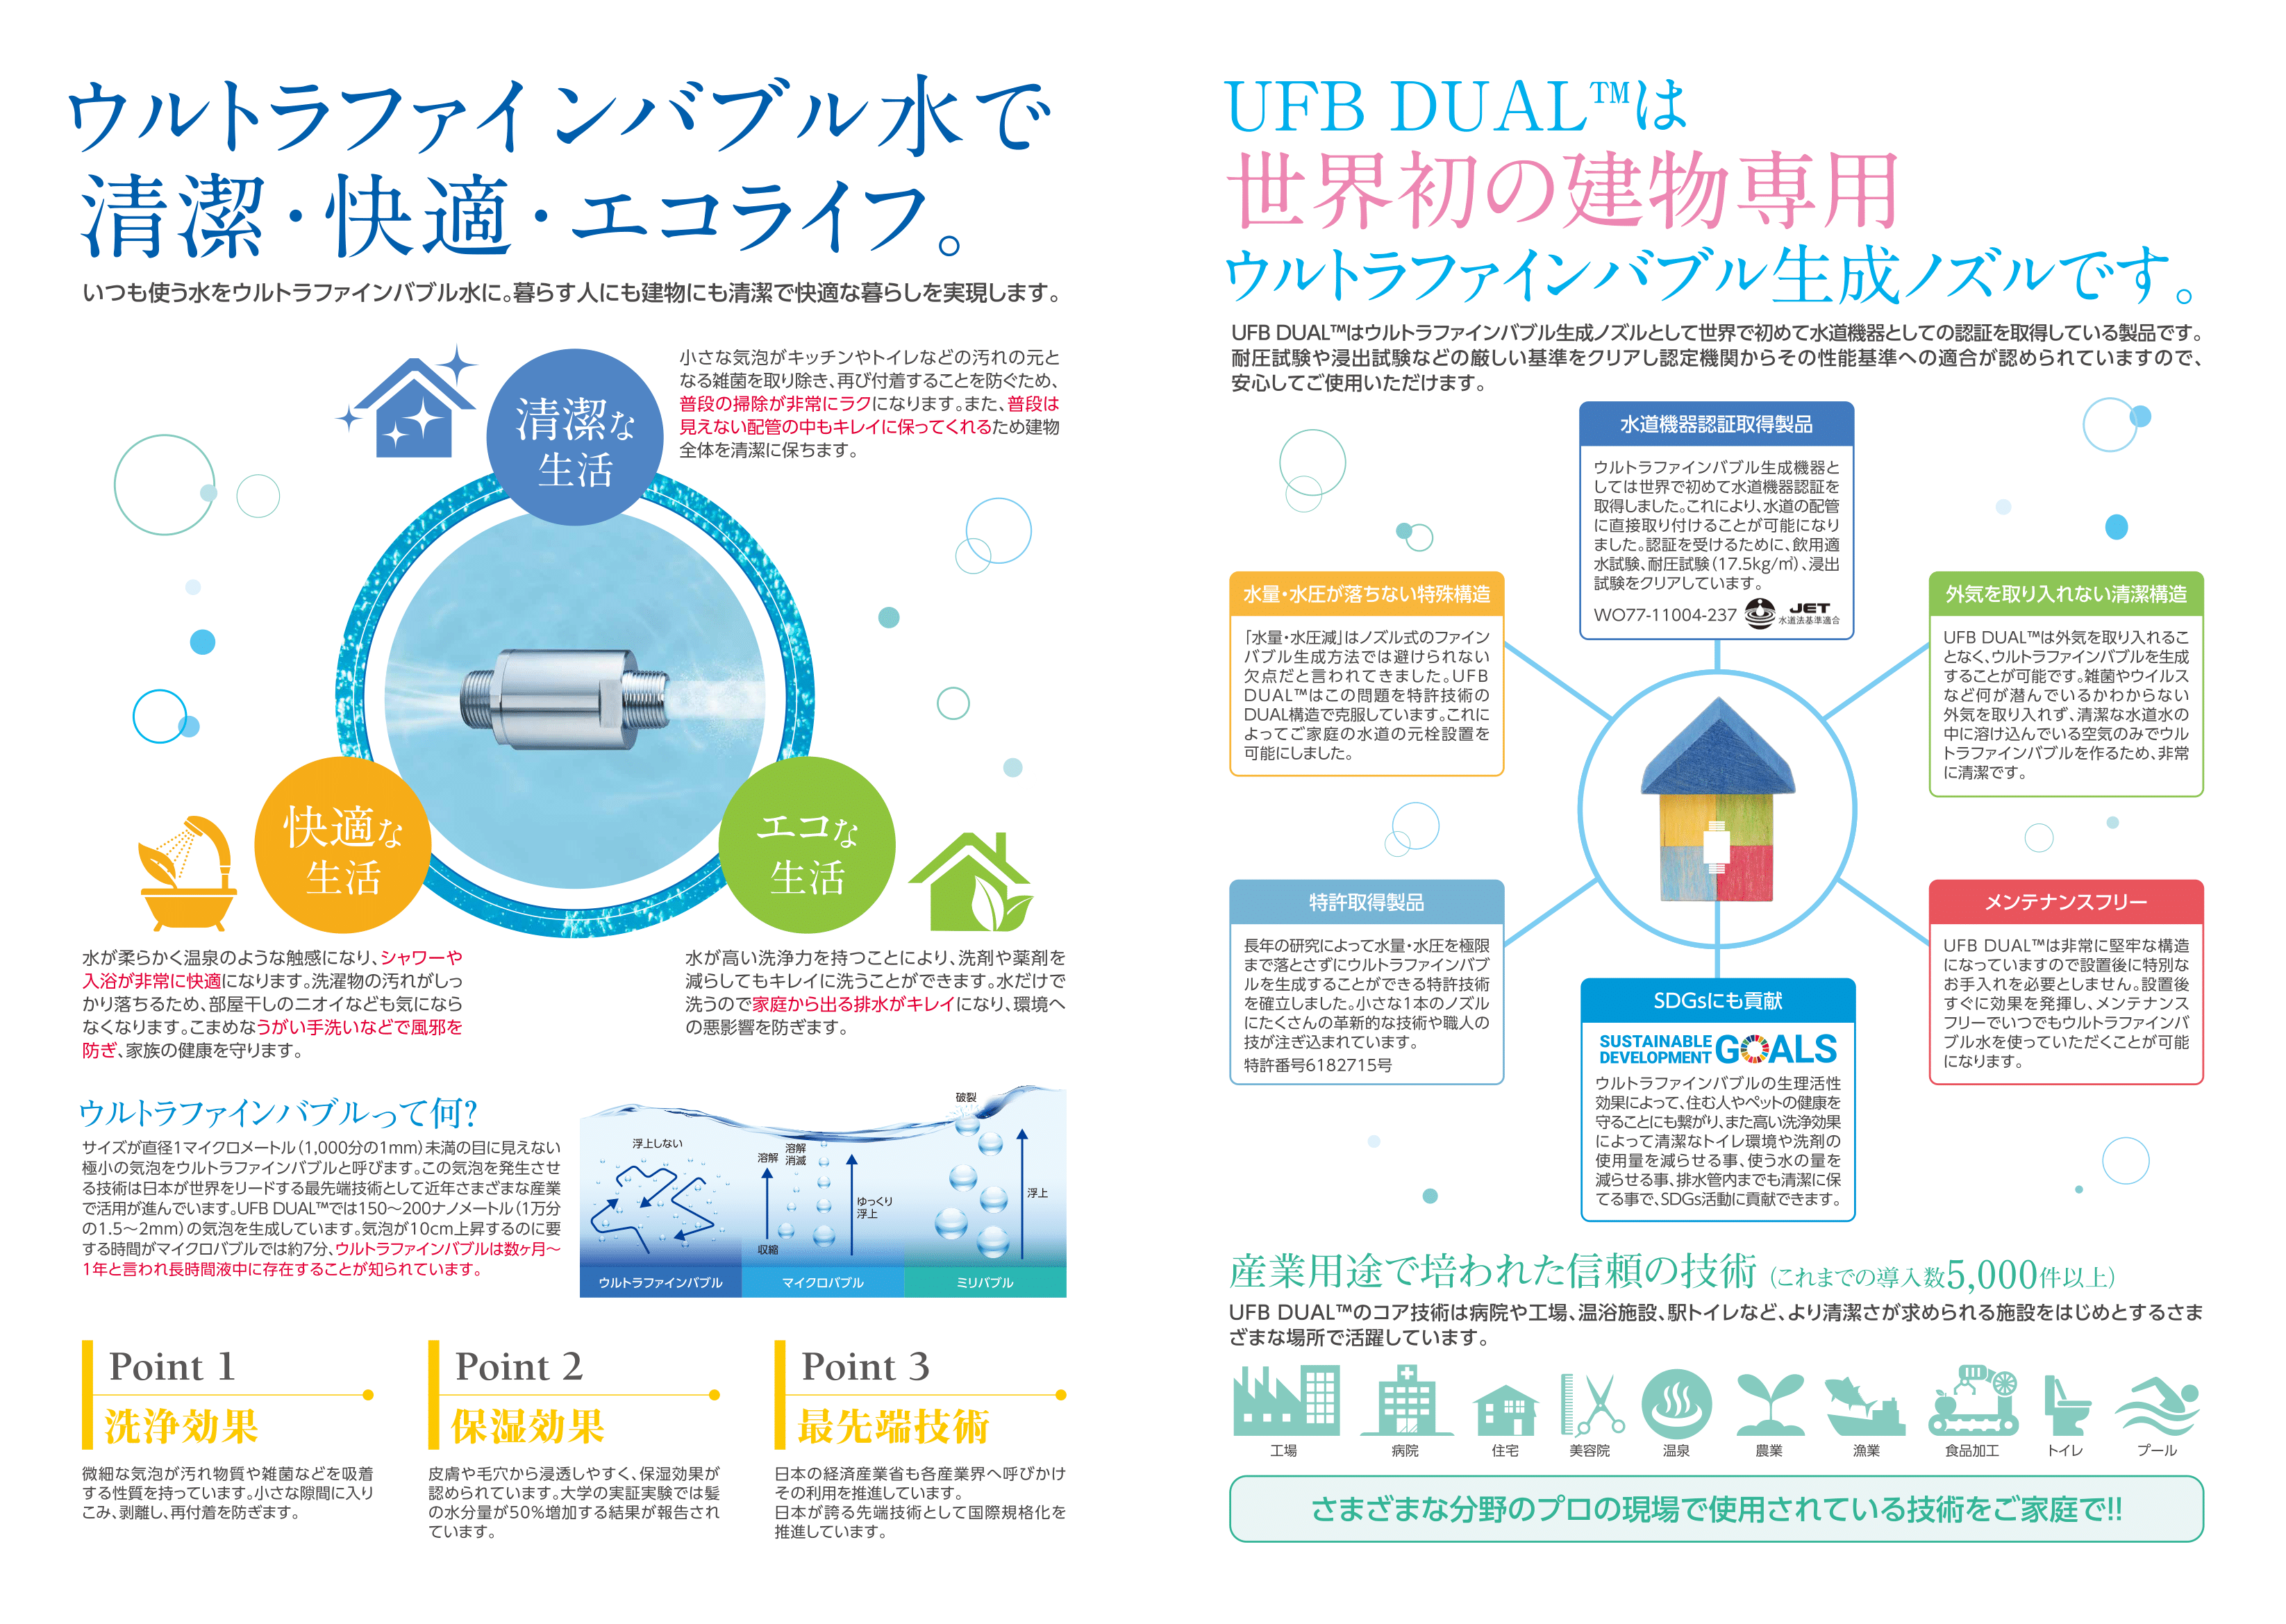 ウルトラファインバブル水で
清潔・快適・エコライフ。
いつも使う水をウルトラファインバブル水に。暮らす人にも建物にも清潔で快適な暮らしを実現します。
清潔な
生活
小さな気泡がキッチンやトイレなどの汚れの元と
なる雑菌を取り除き、再び付着することを防ぐため、
普段の掃除が非常にラクになります。また、普段は
見えない配管の中もキレイに保ってくれるため建物
全体を清潔に保ちます。
快適な
生活
水が柔らかく温泉のような触感になり、シャワーや
入浴が非常に快適になります。洗濯物の汚れがしっ
かり落ちるため、部屋干しのニオイなども気になら
なくなります。こまめなうがい手洗いなどで風邪を
防ぎ、家族の健康を守ります。
エコな
生活
水が高い洗浄力を持つことにより、洗剤や薬剤を
減らしてもキレイに洗うことができます。水だけで
洗うので家庭から出る排水がキレイになり、環境へ
の悪影響を防ぎます。
ウルトラファインバブルって何?
サイズが直径1マイクロメートル（1,000分の1mm）未満の目に見えない
極小の気泡をウルトラファインバブルと呼びます。この気泡を発生させ
る技術は日本が世界をリードする最先端技術として近年さまざまな産業
で活用が進んでいます。UFB DUAL™では150〜200ナノメートル（1万分
の1.5〜2mm）の気泡を生成しています。気泡が10cm上昇するのに要
する時間がマイクロバブルでは約7分、ウルトラファインバブルは数ヶ月〜
1年と言われ長時間液中に存在することが知られています。
浮上しない
溶解
溶解
消滅
収縮
ゆっくり
浮上
破裂
浮上
ウルトラファインバブル
マイクロバブル
ミリバブル
Point 1
洗浄効果
微細な気泡が汚れ物質や雑菌などを吸着
する性質を持っています。小さな隙間に入り
こみ、剥離し、再付着を防ぎます。
Point 2
保湿効果
皮膚や毛穴から浸透しやすく、保湿効果が
認められています。大学の実証実験では髪
の水分量が50%増加する結果が報告され
ています。
Point 3
最先端技術
日本の経済産業省も各産業界へ呼びかけ
その利用を推進しています。
日本が誇る先端技術として国際規格化を
推進しています。
UFB DUAL™は
世界初の建物専用
ウルトラファインバブル生成ノズルです。
UFB DUAL™はウルトラファインバブル生成ノズルとして世界で初めて水道機器としての認証を取得している製品です。
耐圧試験や浸出試験などの厳しい基準をクリアし認定機関からその性能基準への適合が認められていますので、
安心してご使用いただけます。
水道機器認証取得製品
ウルトラファインバブル生成機器と
しては世界で初めて水道機器認証を
取得しました。これにより、水道の配管
に直接取り付けることが可能になり
ました。認証を受けるために、飲用適
水試験、耐圧試験（17.5kg/㎡）、浸出
試験をクリアしています。
WO77-11004-237
JET
水道法基準適合
水量・水圧が落ちない特殊構造
「水量・水圧減」はノズル式のファイン
バブル生成方法では避けられない
欠点だと言われてきました。UFB
DUAL™はこの問題を特許技術の
DUAL構造で克服しています。これに
よってご家庭の水道の元栓設置を
可能にしました。
外気を取り入れない清潔構造
UFB DUAL™は外気を取り入れるこ
となく、ウルトラファインバブルを生成
することが可能です。雑菌やウイルス
など何が潜んでいるかわからない
外気を取り入れず、清潔な水道水の
中に溶け込んでいる空気のみでウル
トラファインバブルを作るため、非常
に清潔です。
特許取得製品
長年の研究によって水量・水圧を極限
まで落とさずにウルトラファインバブ
ルを生成することができる特許技術
を確立しました。小さな1本のノズル
にたくさんの革新的な技術や職人の
技が注ぎ込まれています。
特許番号6182715号
メンテナンスフリー
UFB DUAL™は非常に堅牢な構造
になっていますので設置後に特別な
お手入れを必要としません。設置後
すぐに効果を発揮し、メンテナンス
フリーでいつでもウルトラファインバ
ブル水を使っていただくことが可能
になります。
SDGsにも貢献
SUSTAINABLE
DEVELOPMENT GOALS
ウルトラファインバブルの生理活性
効果によって、住む人やペットの健康を
守ることにも繋がり、また高い洗浄効果
によって清潔なトイレ環境や洗剤の
使用量を減らせる事、使う水の量を
減らせる事、排水管内までも清潔に保
てる事で、SDGs活動に貢献できます。
産業用途で培われた信頼の技術（これまでの導入数5,000件以上）
UFB DUAL™のコア技術は病院や工場、温浴施設、駅トイレなど、より清潔さが求められる施設をはじめとするさま
ざまな場所で活躍しています。
工場
病院
住宅
美容院
温泉
農業
漁業
食品加工
トイレ
プール
さまざまな分野のプロの現場で使用されている技術をご家庭で!!